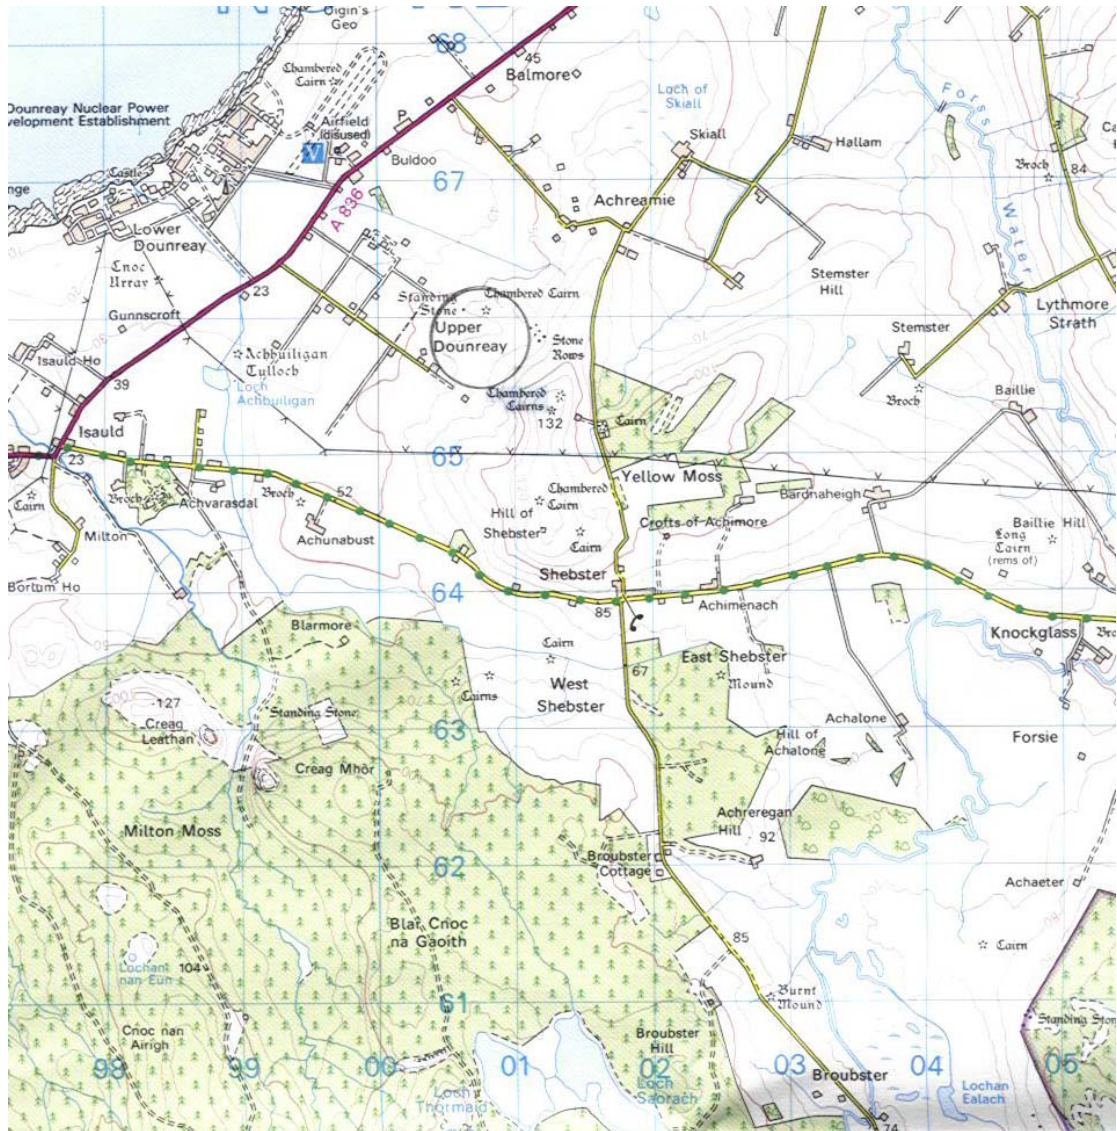 Oigin's
Geo
68
45
Balmore
Chambered
Cairn
Dounreay Nuclear Power
velopment Establishment
Airfield
(disused)
P
V
Buldoo
67
A 836
Castle
nge
Lower
Dounreay
Cnoc
Urray
Gunnscroft
23
Isauld Ho
39
Achbuiligan
Tulloch
Loch
Achbuiligan
Standing
Stone
Chambered Cairn
Upper
Dounreay
Stone
Rows
Chambered
Cairns
132
Achreamie
Skiall
Loch of
Skiall
Hallam
Forss
Water
Broch
84
Stemster
Hill
Stemster
Broch
Lythmore
Strath
Baillie
Cairn
65
Isauld
23
Cairn
Milton
Borlum Ho
Broch
Achvarasdal
Broch
52
Achunabust
Hill of
Shebster
Chambered
Cairn
Cairn
Yellow Moss
Crofts of Achimore
Bardnaheigh
Baillie Hill
Long
Cairn
(rems of)
Shebster
64
85
Achimenach
Knockglass
Bro
Blarmore
Cairn
Cairns
West
Shebster
67
East Shebster
Mound
127
Creag
Leathan
Standing Stone
63
Creag Mhòr
Achalone
Hill of
Achalone
Forsie
Milton Moss
Achreregan
Hill
92
62
Broubster
Cottage
Achaeter
Blar Cnoc
na Gaoith
85
Cairn
Lochan
nan Eun
104
Cnoc nan
Airigh
61
Burnt
Mound
Standing Ston
Broubster
Hill
98
99
00
01
02
03
04
05
Loch
Thormaid
Loch
Saorach
Broubster
Lochan
Ealach
74